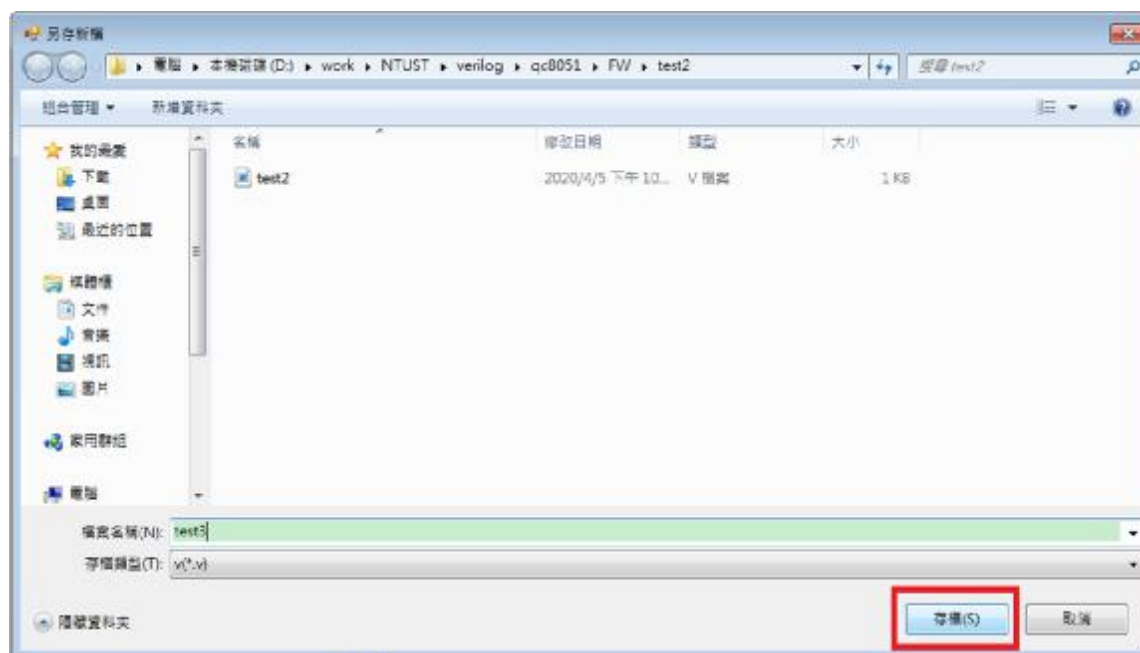 另存新檔
電腦 ▸ 本機磁碟 (D:) ▸ work ▸ NTUST ▸ verilog ▸ qc8051 ▸ FW ▸ test2
搜尋 test2
組合管理 ▾ 新增資料夾
我的最愛
下載
桌面
最近的位置
媒體櫃
文件
音樂
視訊
圖片
家用群組
電腦
名稱 修改日期 類型 大小
test2 2020/4/5 下午 10... V 檔案 1 KB
檔案名稱(N): test3
存檔類型(T): v(*.v)
隱藏資料夾
存檔(S) 取消